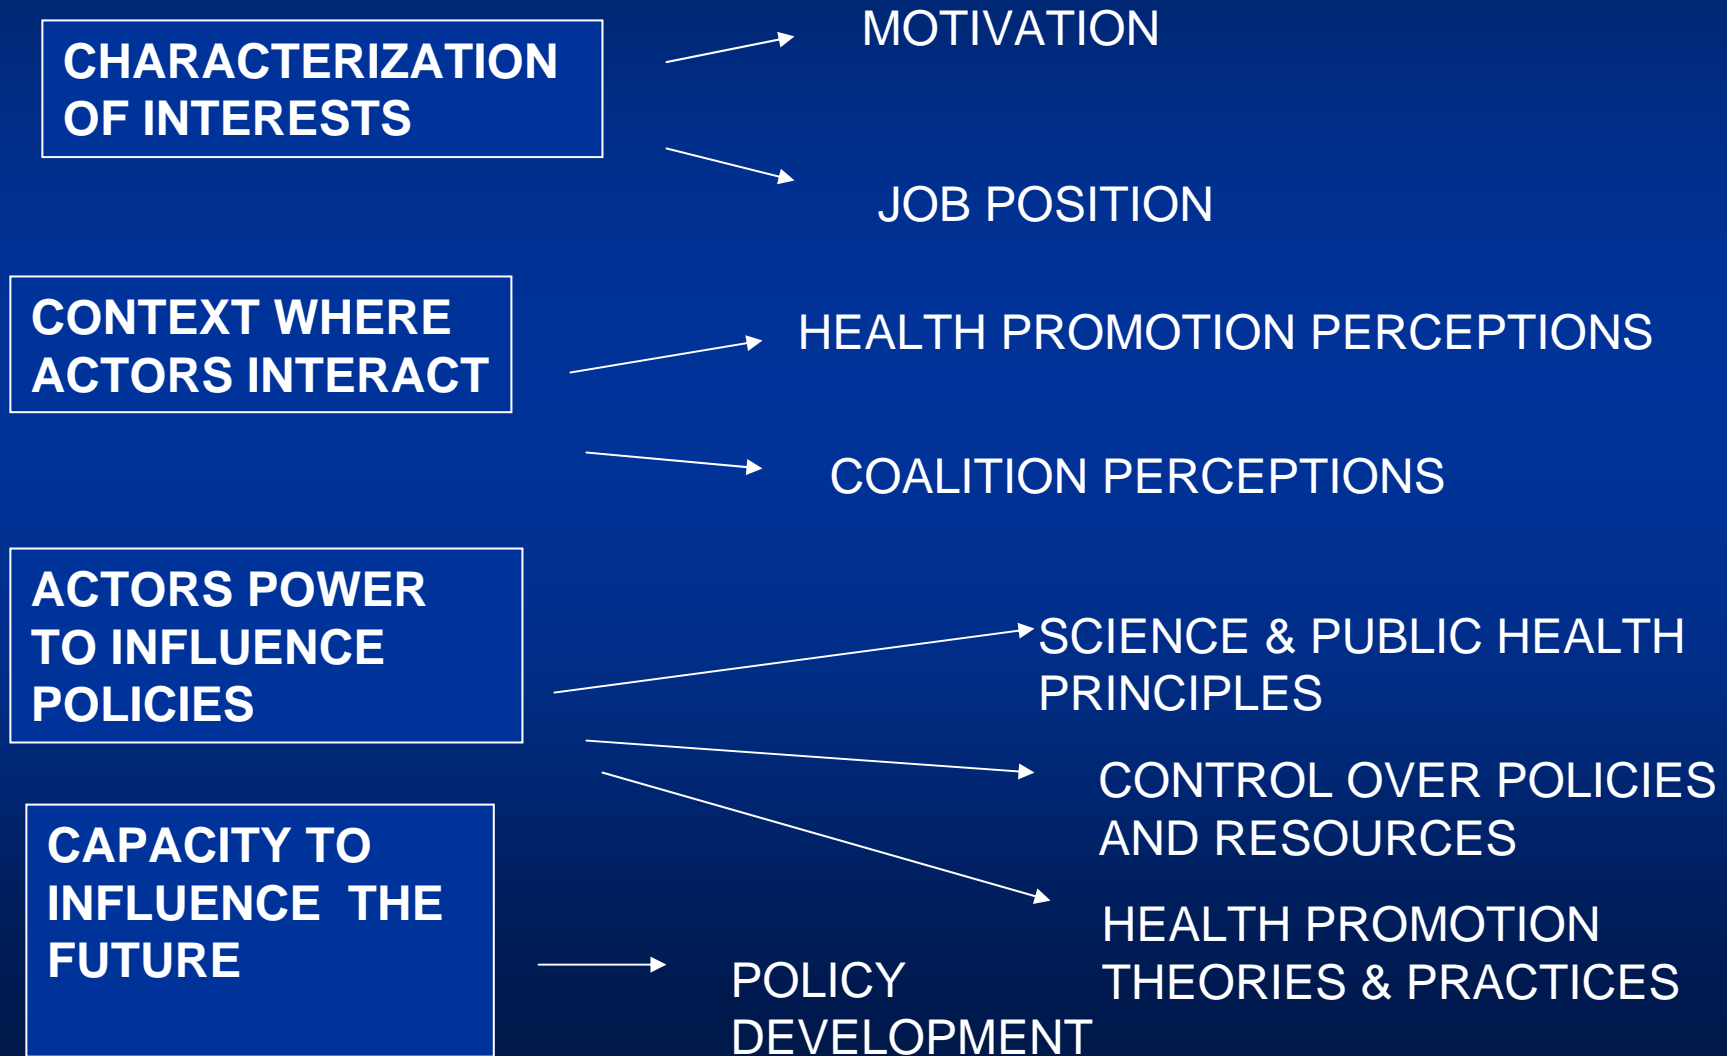 CHARACTERIZATION
OF INTERESTS
MOTIVATION
JOB POSITION
CONTEXT WHERE
ACTORS INTERACT
HEALTH PROMOTION PERCEPTIONS
COALITION PERCEPTIONS
ACTORS POWER
TO INFLUENCE
POLICIES
SCIENCE & PUBLIC HEALTH
PRINCIPLES
CONTROL OVER POLICIES
AND RESOURCES
HEALTH PROMOTION
THEORIES & PRACTICES
CAPACITY TO
INFLUENCE  THE
FUTURE
POLICY
DEVELOPMENT